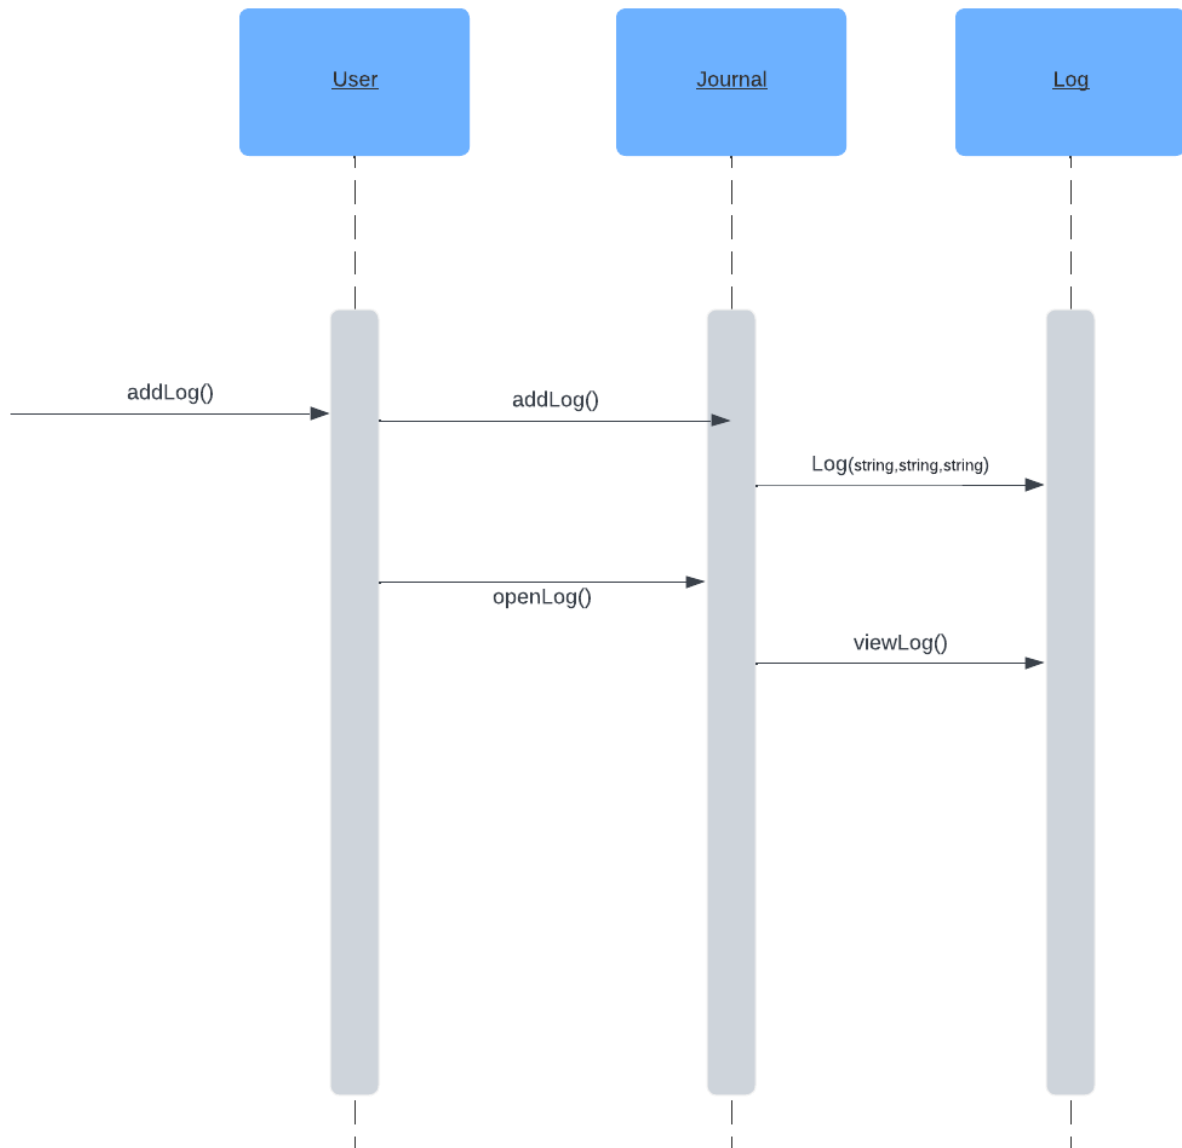 User
Journal
Log
addLog()
addLog()
Log(string,string,string)
openLog()
viewLog()